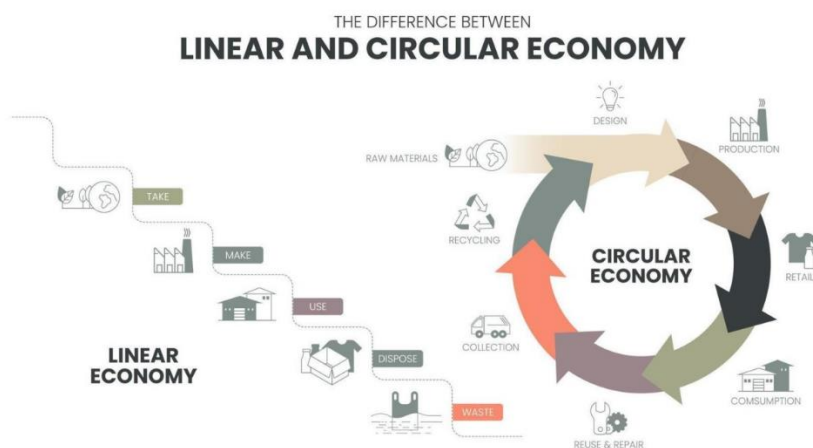 THE DIFFERENCE BETWEEN
LINEAR AND CIRCULAR ECONOMY
TAKE
MAKE
USE
DISPOSE
WASTE
LINEAR
ECONOMY
RAW MATERIALS
DESIGN
PRODUCTION
RETAIL
COMSUMPTION
REUSE & REPAIR
COLLECTION
RECYCLING
CIRCULAR
ECONOMY